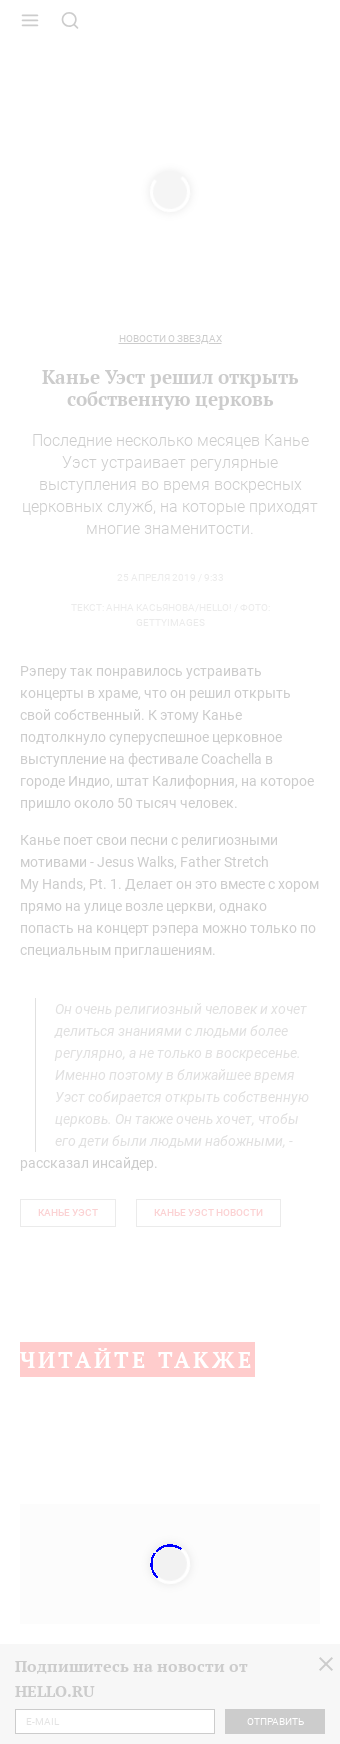 НОВОСТИ О ЗВЕЗДАХ
Канье Уэст решил открыть
собственную церковь
Последние несколько месяцев Канье
Уэст устраивает регулярные
выступления во время воскресных
церковных служб, на которые приходят
многие знаменитости.
25 АПРЕЛЯ 2019 / 9:33
ТЕКСТ: АННА КАСЬЯНОВА/HELLO! / ФОТО:
GETTYIMAGES
Рэперу так понравилось устраивать
концерты в храме, что он решил открыть
свой собственный. К этому Канье
подтолкнуло суперуспешное церковное
выступление на фестивале Coachella в
городе Индио, штат Калифорния, на которое
пришло около 50 тысяч человек.
Канье поет свои песни с религиозными
мотивами - Jesus Walks, Father Stretch
My Hands, Pt. 1. Делает он это вместе с хором
прямо на улице возле церкви, однако
попасть на концерт рэпера можно только по
специальным приглашениям.
Он очень религиозный человек и хочет
делиться знаниями с людьми более
регулярно, а не только в воскресенье.
Именно поэтому в ближайшее время
Уэст собирается открыть собственную
церковь. Он также очень хочет, чтобы
его дети были людьми набожными, -
рассказал инсайдер.
КАНЬЕ УЭСТ
КАНЬЕ УЭСТ НОВОСТИ
ЧИТАЙТЕ ТАКЖЕ
Подпишитесь на новости от
HELLO.RU
E-MAIL
ОТПРАВИТЬ